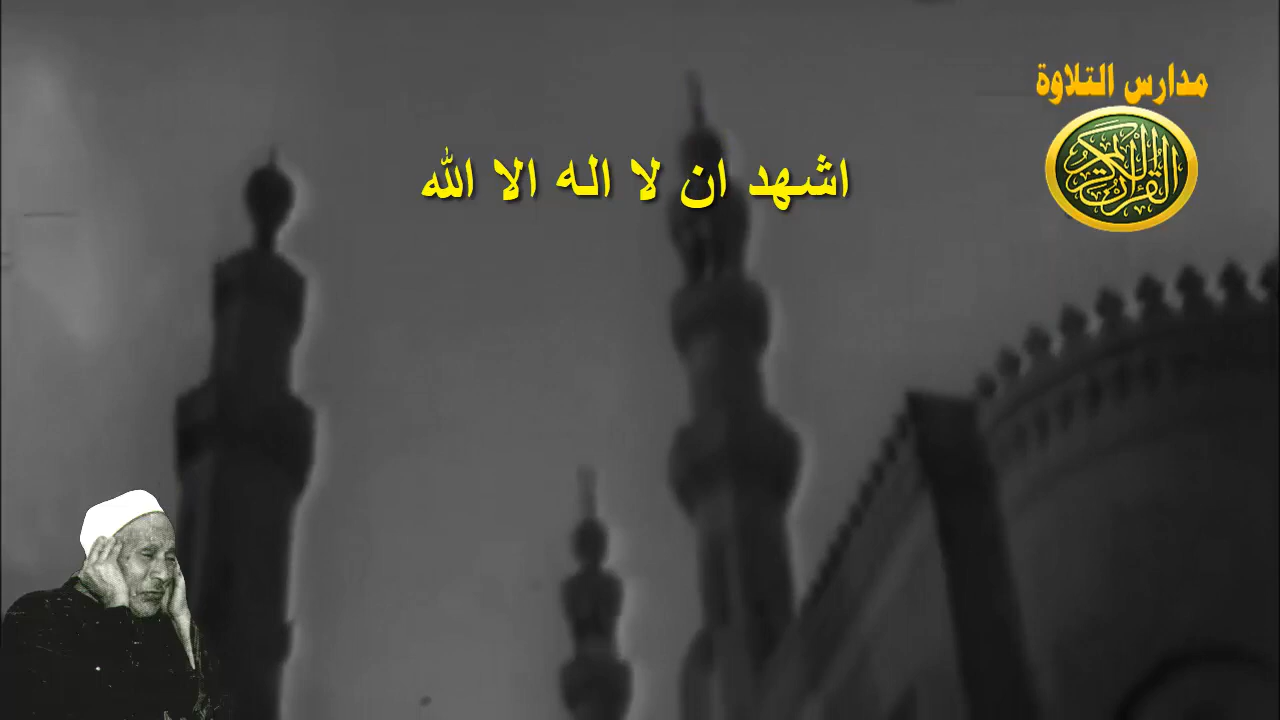 مدارس التلاوة
القرآن الكريم
اشهد ان لا اله الا الله